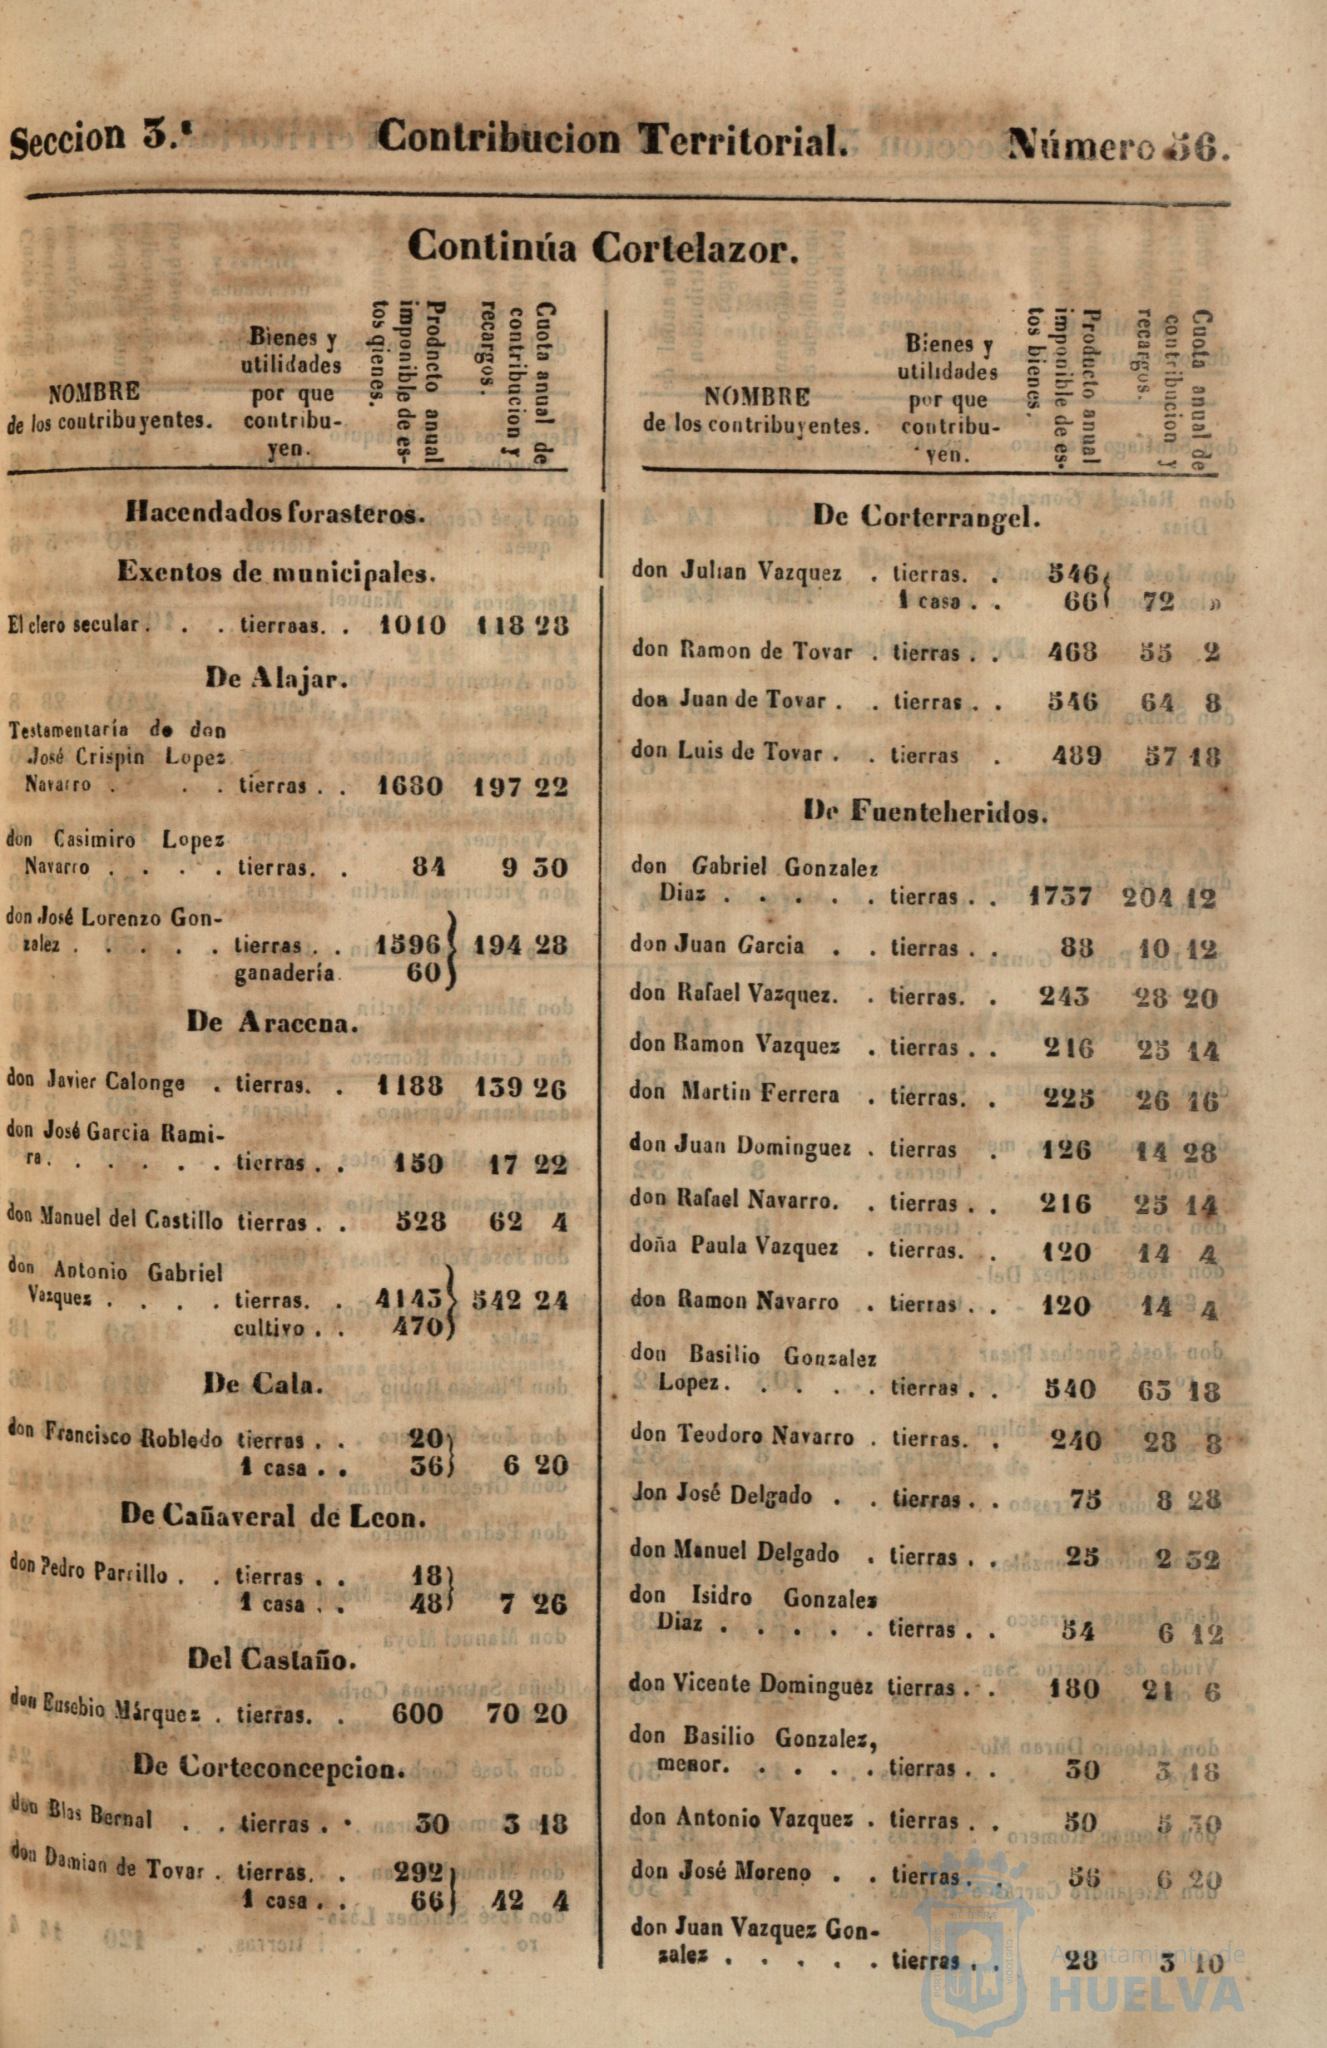 Seccion 3.ª Contribucion Territorial. Número 56.
Continúa Cortelazor.
NOMBRE
de los contribuyentes.
Bienes y
utilidades
por que
contribu-
yen.
Producto anual
imponible de es-
tos qienes.
Cuota anual de
contribucion y
recargos.
Hacendados forasteros.
Exentos de municipales.
El clero secular . . . tierraas. . 1010 118 28
De Alajar.
Testamentaría de don
José Crispin Lopez
Navarro . . . tierras . . 1680 197 22
don Casimiro Lopez
Navarro . . . . tierras. . 84 9 30
don José Lorenzo Gon-
zalez . . . . . tierras . . 1596 } 194 28
ganadería 60 }
De Aracena.
don Javier Calonge . tierras. . 1188 139 26
don José Garcia Rami-
ra. . . . . . tierras . . 150 17 22
don Manuel del Castillo tierras . . 528 62 4
don Antonio Gabriel
Vazquez . . . . tierras. . 4143 } 542 24
cultivo . . 470 }
De Cala.
don Francisco Robledo tierras . . 20 }
1 casa . . 36 } 6 20
De Cañaveral de Leon.
don Pedro Parrillo . . tierras . . 18 }
1 casa . . 48 } 7 26
Del Castaño.
don Eusebio Márquez . tierras. . 600 70 20
De Corteconcepcion.
don Blas Bernal . . tierras . . 30 3 18
don Damian de Tovar . tierras. . 292 }
1 casa . . 66 } 42 4
NOMBRE
de los contribuyentes.
Bienes y
utilidades
por que
contribu-
yen.
Producto anual
imponible de es-
tos bienes.
Cuota anual de
contribucion y
recargos.
De Corterrangel.
don Julian Vazquez . tierras. . 546 }
1 casa . . 66 } 72 »
don Ramon de Tovar . tierras . . 468 55 2
don Juan de Tovar . . tierras . . 546 64 8
don Luis de Tovar . . tierras . 489 57 18
De Fuenteheridos.
don Gabriel Gonzalez
Diaz . . . . . tierras . . 1737 204 12
don Juan Garcia . . tierras . . 88 10 12
don Rafael Vazquez. . tierras. . 243 28 20
don Ramon Vazquez . tierras . . 216 25 14
don Martin Ferrera . tierras. . 225 26 16
don Juan Dominguez . tierras . 126 14 28
don Rafael Navarro. . tierras . . 216 25 14
doña Paula Vazquez . tierras. . 120 14 4
don Ramon Navarro . tierras . . 120 14 4
don Basilio Gonzalez
Lopez. . . . . tierras . . 540 63 18
don Teodoro Navarro . tierras. . 240 28 8
don José Delgado . . tierras . . 75 8 28
don Manuel Delgado . tierras . . 25 2 32
don Isidro Gonzalez
Diaz . . . . . tierras . . 54 6 12
don Vicente Dominguez tierras . . 180 21 6
don Basilio Gonzalez,
menor. . . . . tierras . . 30 3 18
don Antonio Vazquez . tierras . . 50 5 30
don José Moreno . . tierras . . 56 6 20
don Juan Vazquez Gon-
zalez . . . . . tierras . . 28 3 10
Ayuntamiento de
HUELVA